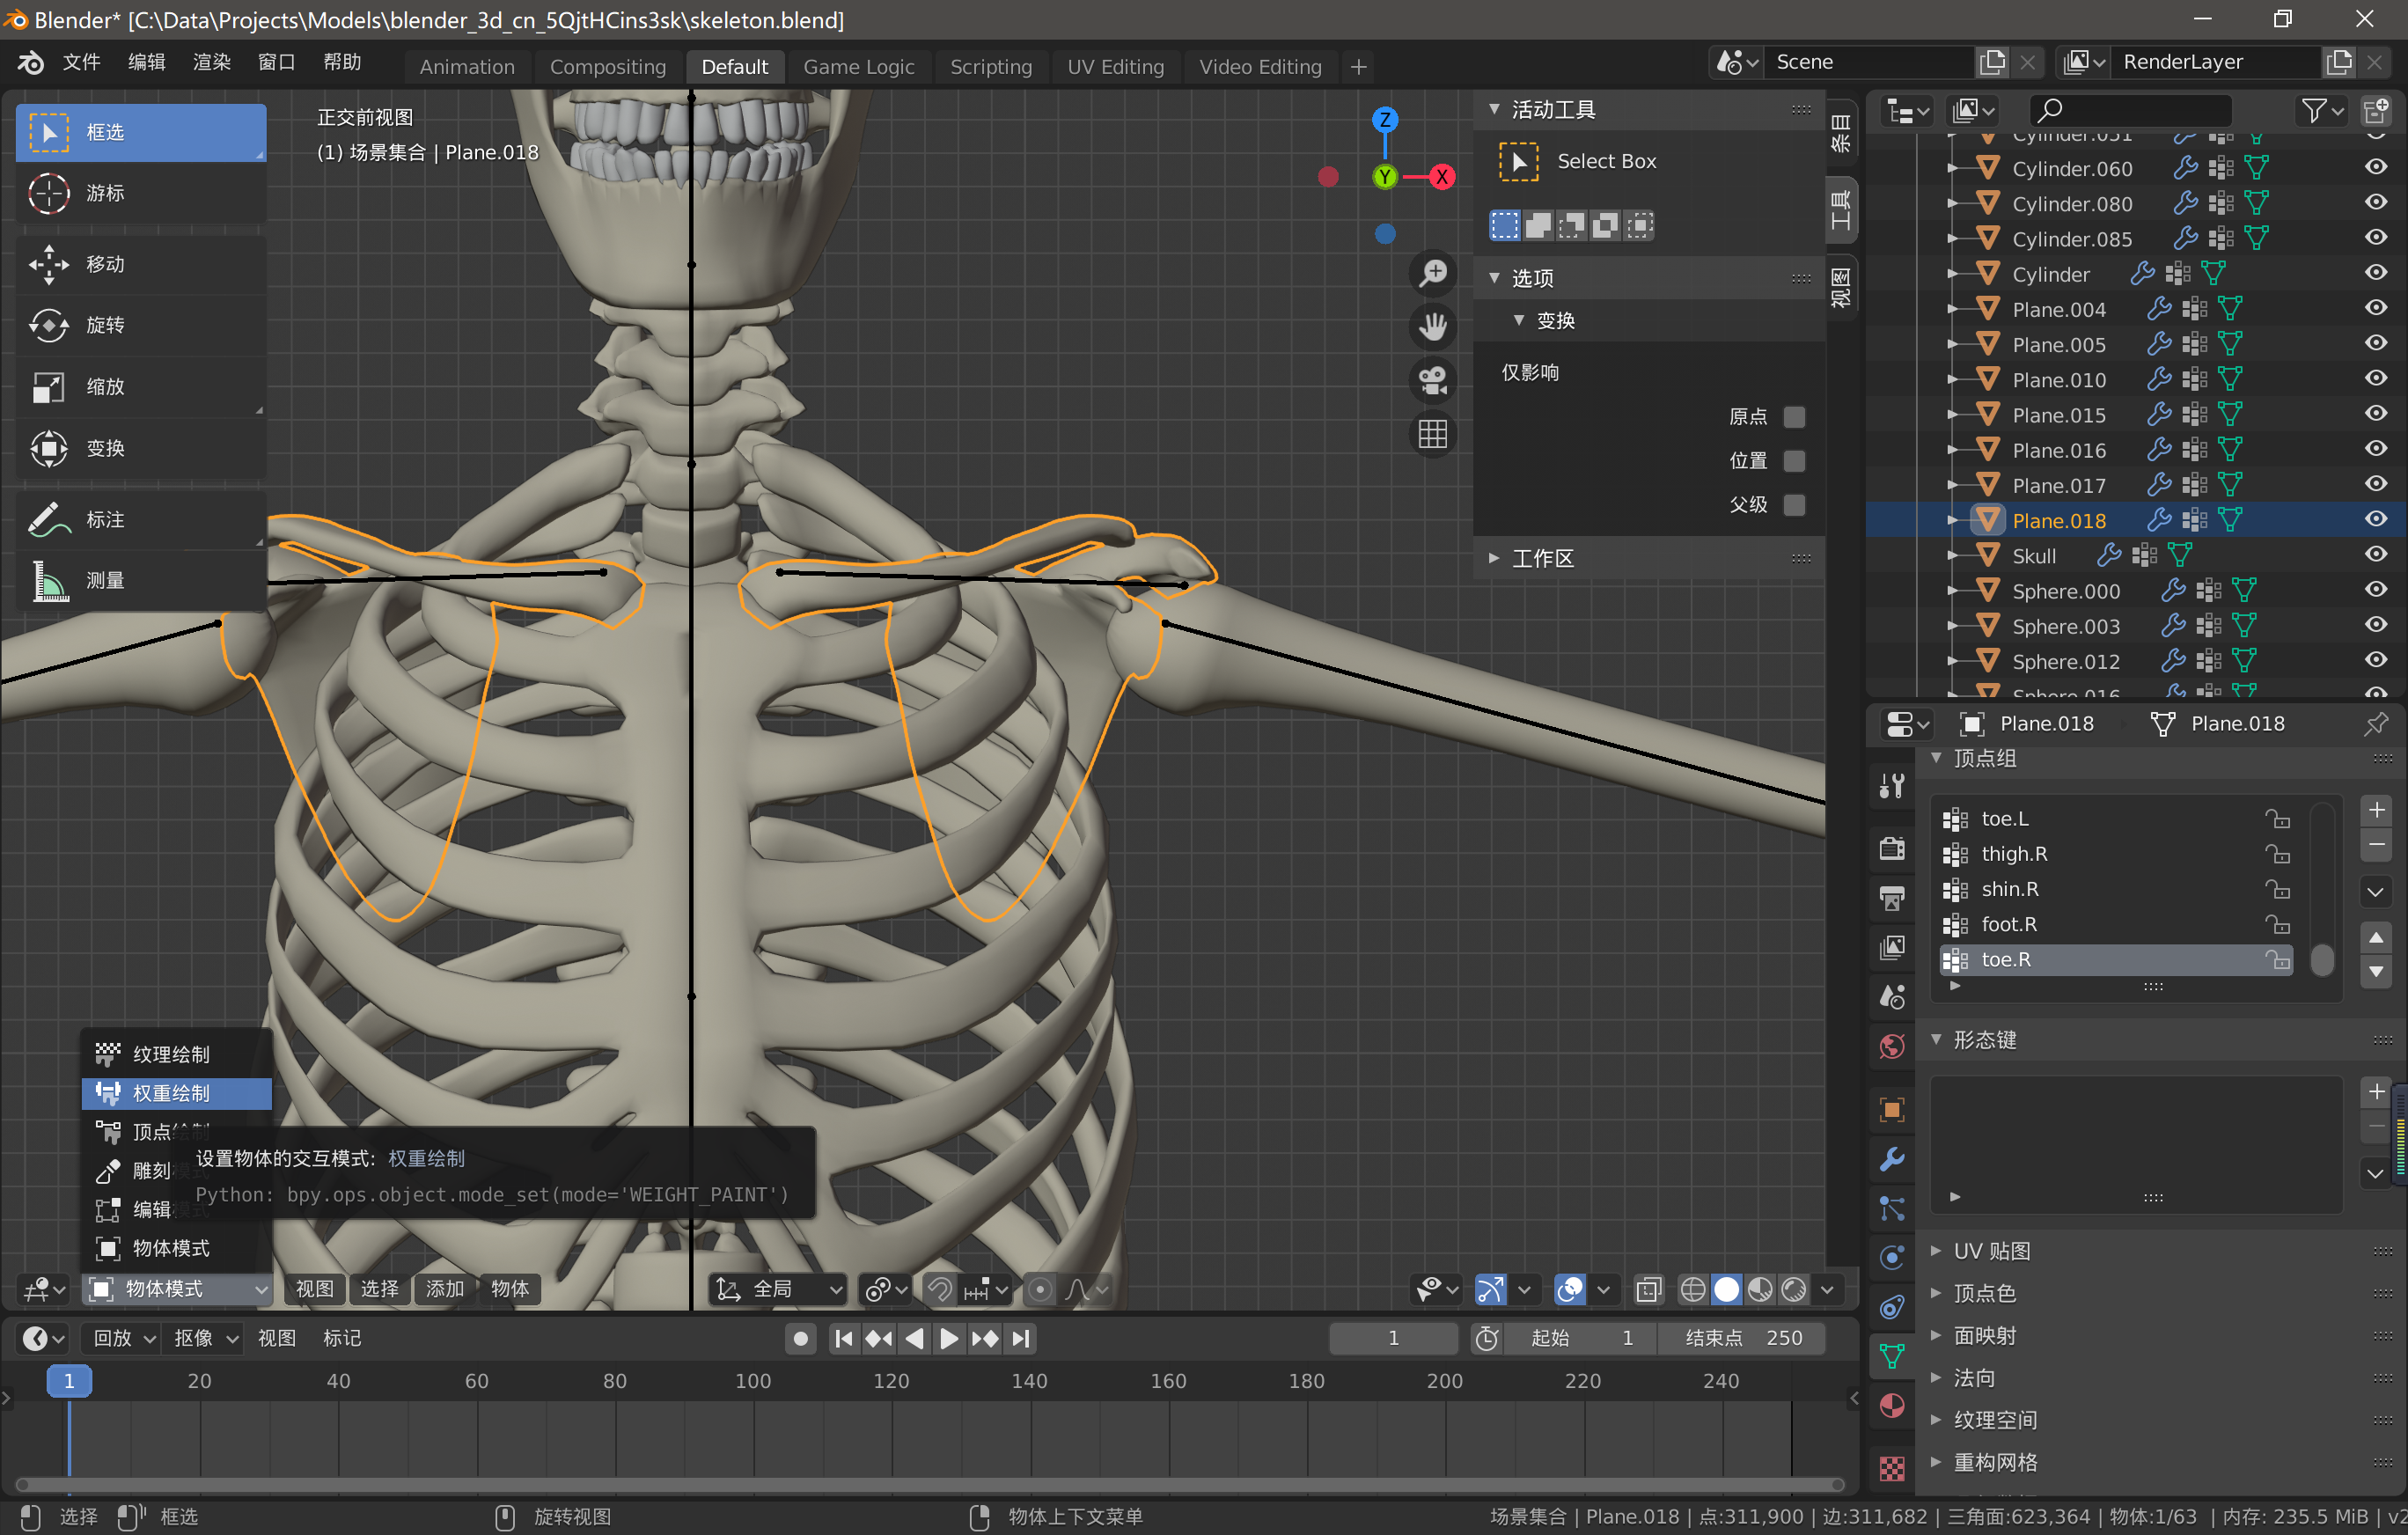 Blender* [C:\Data\Projects\Models\blender_3d_cn_5QjtHCins3sk\skeleton.blend]
文件 编辑 渲染 窗口 帮助 Animation Compositing Default Game Logic Scripting UV Editing Video Editing + Scene RenderLayer
框选
游标
移动
旋转
缩放
变换
标注
测量
正交前视图
(1) 场景集合 | Plane.018
Z
Y
X
活动工具
Select Box
选项
变换
仅影响
原点
位置
父级
工作区
条目
工具
视图
Cylinder.051
Cylinder.060
Cylinder.080
Cylinder.085
Cylinder
Plane.004
Plane.005
Plane.010
Plane.015
Plane.016
Plane.017
Plane.018
Skull
Sphere.000
Sphere.003
Sphere.012
Sphere.016
Plane.018 Plane.018
顶点组
toe.L
thigh.R
shin.R
foot.R
toe.R
形态键
UV 贴图
顶点色
面映射
法向
纹理空间
重构网格
纹理绘制
权重绘制
顶点绘制
雕刻
编辑
物体模式
设置物体的交互模式: 权重绘制
Python: bpy.ops.object.mode_set(mode='WEIGHT_PAINT')
物体模式 视图 选择 添加 物体 全局
回放 抠像 视图 标记 1 起始 1 结束点 250
1 20 40 60 80 100 120 140 160 180 200 220 240
选择 框选 旋转视图 物体上下文菜单 场景集合 | Plane.018 | 点:311,900 | 边:311,682 | 三角面:623,364 | 物体:1/63 | 内存: 235.5 MiB